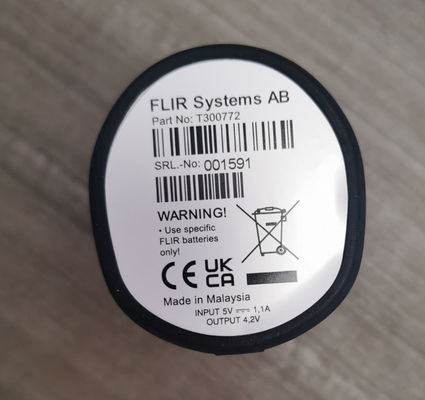 FLIR Systems AB
Part No: T300772
SRL.-No: 001591
WARNING!
• Use specific
FLIR batteries
only!
CE UK
CA
Made in Malaysia
INPUT 5V ⎓ 1,1A
OUTPUT 4,2V